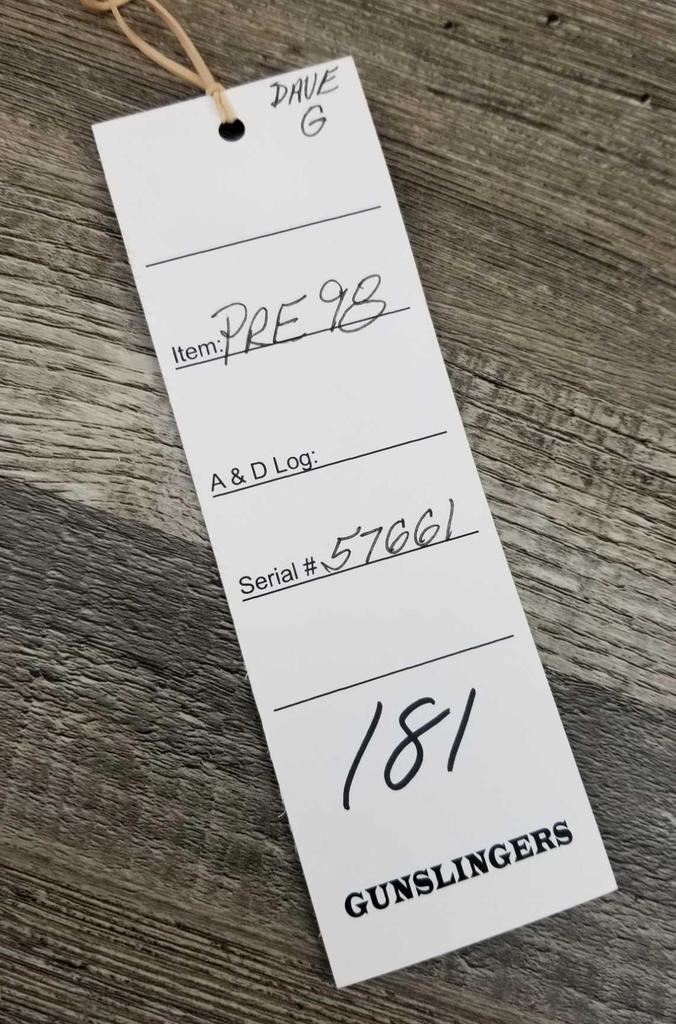 DAVE
G
Item: PRE 98
A & D Log:
Serial # 57661
181
GUNSLINGERS